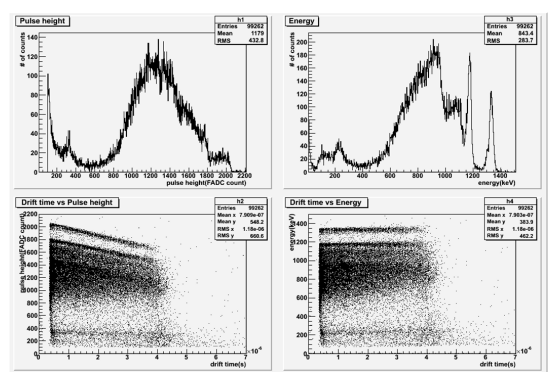 Pulse height
h1
Entries 99262
Mean 1179
RMS 432.8
# of counts
140
120
100
80
60
40
20
0
0 200 400 600 800 1000 1200 1400 1600 1800 2000 2200
pulse height(FADC count)
Energy
h3
Entries 99262
Mean 843.4
RMS 283.7
# of counts
200
180
160
140
120
100
80
60
40
20
0
0 200 400 600 800 1000 1200 1400
energy(keV)
Drift time vs Pulse height
h2
Entries 99262
Mean x 7.909e-07
Mean y 548.2
RMS x 1.18e-06
RMS y 660.6
pulse height(FADC count)
2200
2000
1800
1600
1400
1200
1000
800
600
400
200
0
0 1 2 3 4 5 6 7
×10⁻⁶
drift time(s)
Drift time vs Energy
h4
Entries 99262
Mean x 7.903e-07
Mean y 383.9
RMS x 1.18e-06
RMS y 462.2
energy(keV)
1400
1200
1000
800
600
400
200
0
0 1 2 3 4 5 6 7
×10⁻⁶
drift time(s)